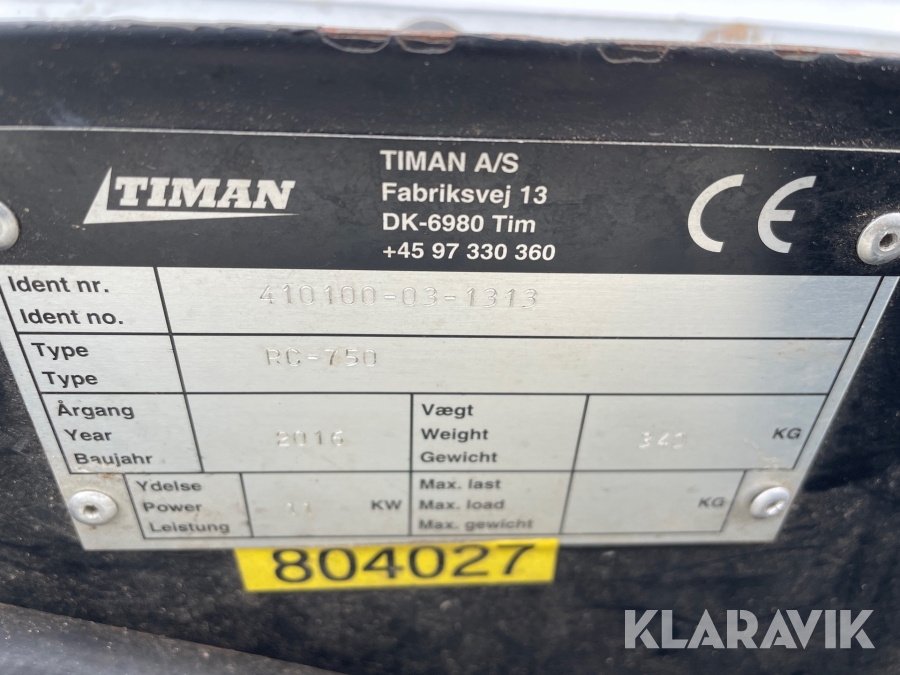 TIMAN
TIMAN A/S
Fabriksvej 13
DK-6980 Tim
+45 97 330 360
CE
Ident nr.
Ident no.
410100-03-1313
Type
Type
RC-750
Årgang
Year
Baujahr
2016
Vægt
Weight
Gewicht
KG
Ydelse
Power
Leistung
11
KW
Max. last
Max. load
Max. gewicht
KG
804027
KLARAVIK